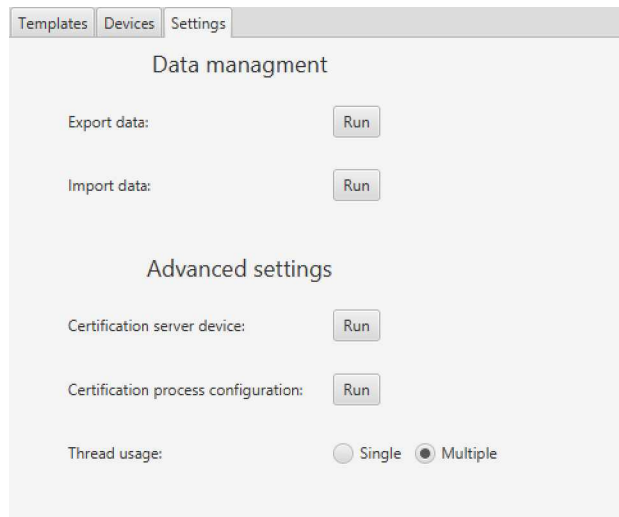 Templates Devices Settings
Data managment
Export data: Run
Import data: Run
Advanced settings
Certification server device: Run
Certification process configuration: Run
Thread usage: Single Multiple